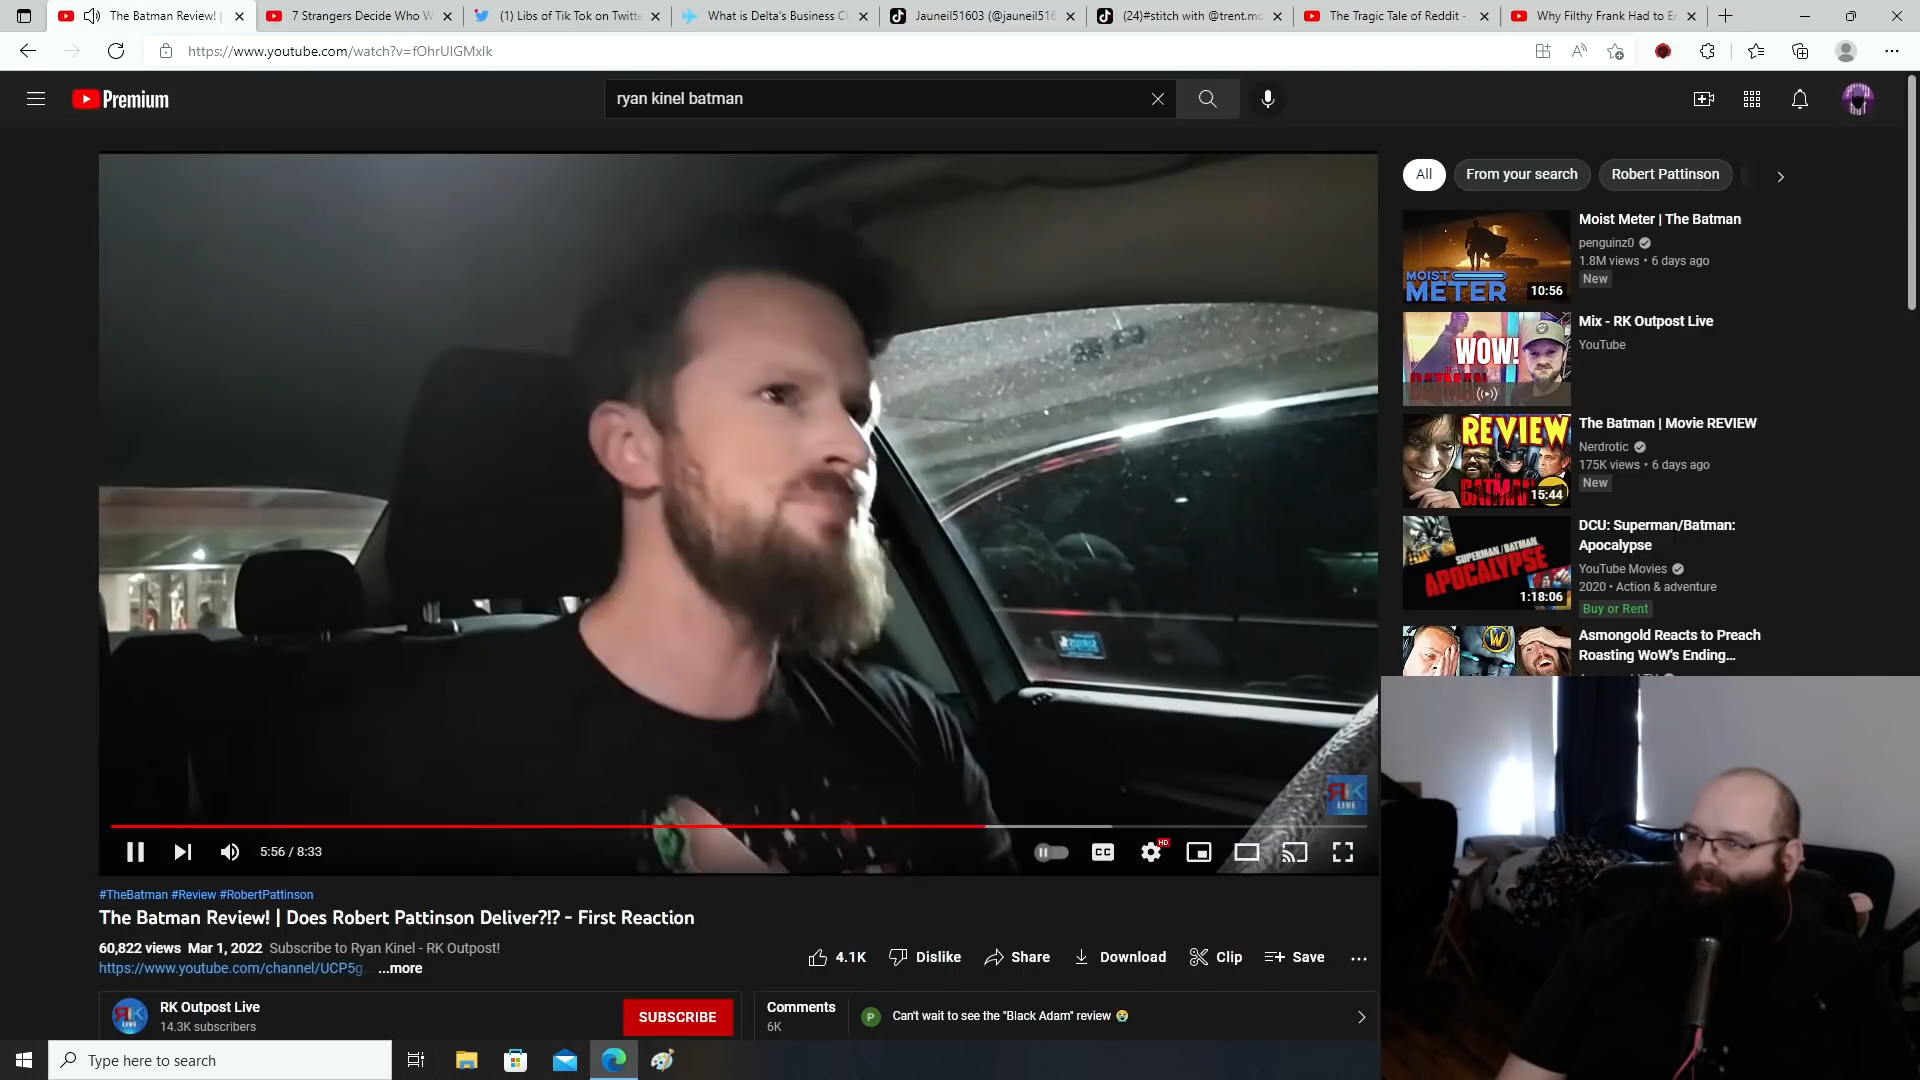 The Batman Review! |
7 Strangers Decide Who W
(1) Libs of Tik Tok on Twitte
What is Delta's Business Cl
Jauneil51603 (@jauneil516
(24)#stitch with @trent.mo
The Tragic Tale of Reddit -
Why Filthy Frank Had to E
https://www.youtube.com/watch?v=fOhrUIGMxIk
Premium
ryan kinel batman
All
From your search
Robert Pattinson
MOIST METER
10:56
Moist Meter | The Batman
penguinz0
1.8M views • 6 days ago
New
WOW!
Mix - RK Outpost Live
YouTube
REVIEW
BATMAN
15:44
The Batman | Movie REVIEW
Nerdrotic
175K views • 6 days ago
New
SUPERMAN/BATMAN:
APOCALYPSE
1:18:06
DCU: Superman/Batman:
Apocalypse
YouTube Movies
2020 • Action & adventure
Buy or Rent
Asmongold Reacts to Preach
Roasting WoW's Ending...
RK
LIVE
5:56 / 8:33
CC
HD
#TheBatman #Review #RobertPattinson
The Batman Review! | Does Robert Pattinson Deliver?!? - First Reaction
60,822 views Mar 1, 2022 Subscribe to Ryan Kinel - RK Outpost!
https://www.youtube.com/channel/UCP5g ...more
4.1K
Dislike
Share
Download
Clip
Save
RK
LIVE
RK Outpost Live
14.3K subscribers
SUBSCRIBE
Comments
6K
P
Can't wait to see the "Black Adam" review 😭
Type here to search